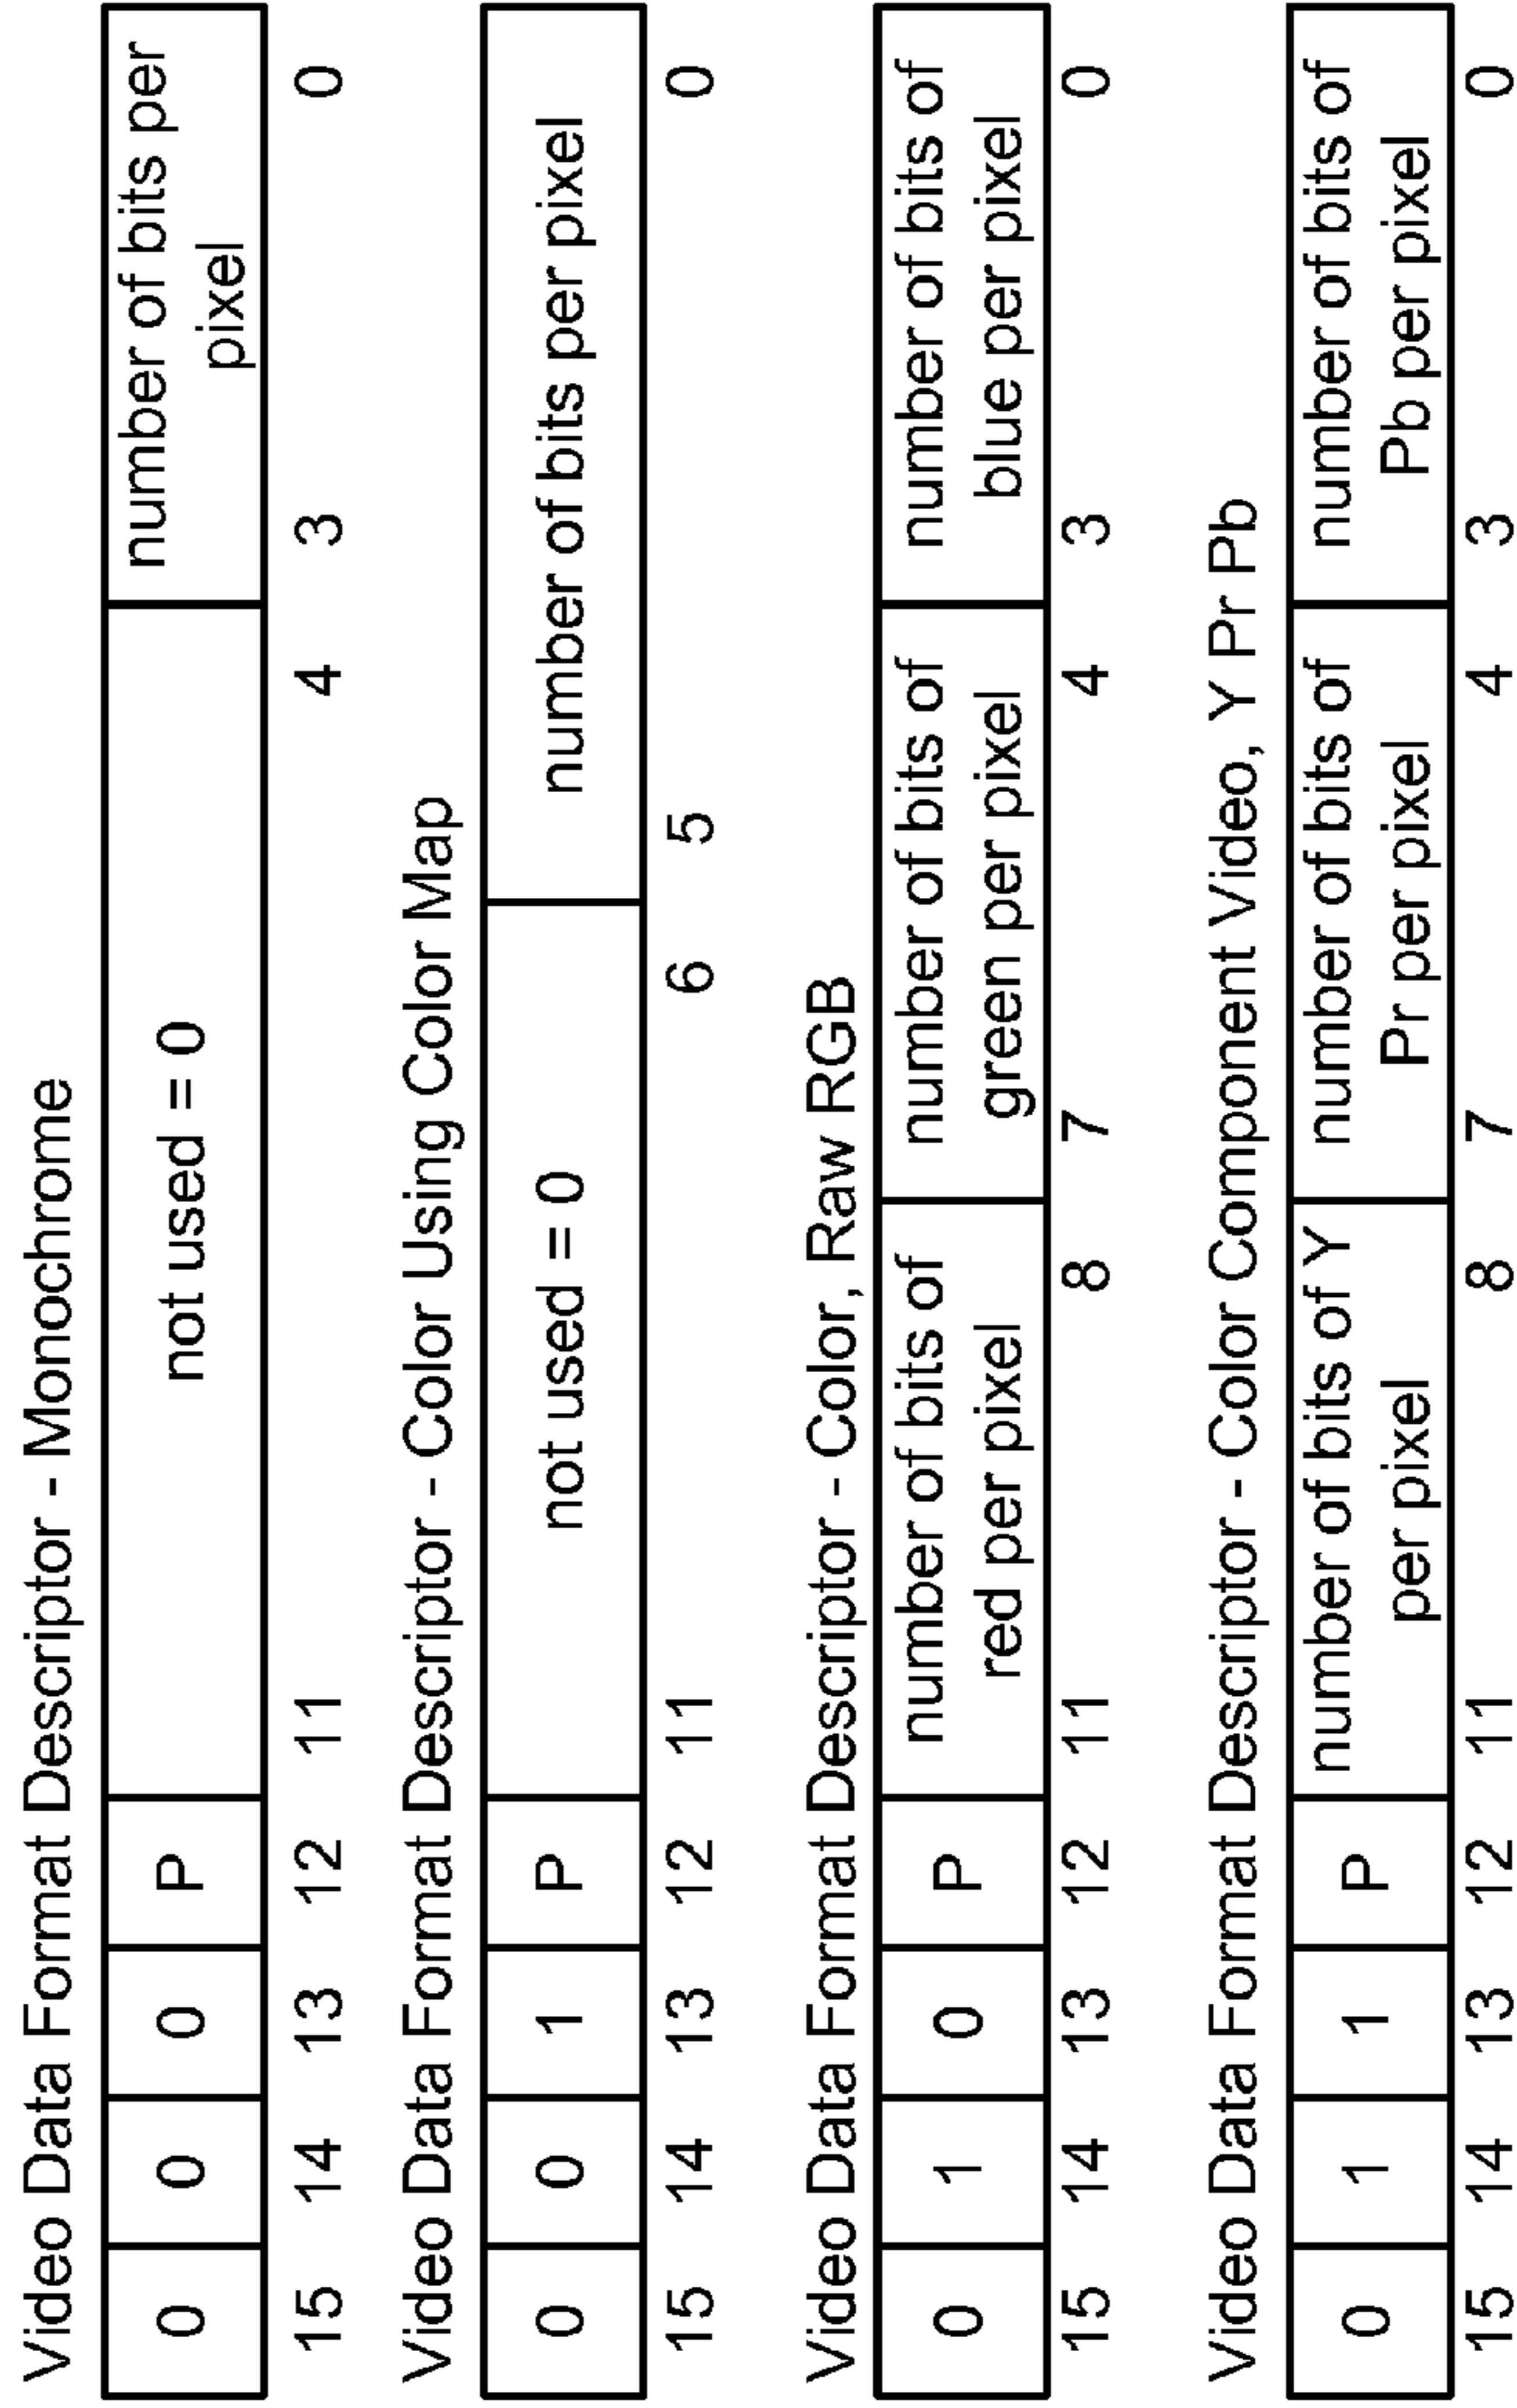 Video Data Format Descriptor - Monochrome
0 0 0 P not used = 0 number of bits per
pixel
15 14 13 12 11 4 3 0
Video Data Format Descriptor - Color Using Color Map
0 0 1 P not used = 0 number of bits per pixel
15 14 13 12 11 6 5 0
Video Data Format Descriptor - Color, Raw RGB
0 1 0 P number of bits of number of bits of number of bits of
red per pixel green per pixel blue per pixel
15 14 13 12 11 8 7 4 3 0
Video Data Format Descriptor - Color Component Video, Y Pr Pb
0 1 1 P number of bits of Y number of bits of number of bits of
per pixel Pr per pixel Pb per pixel
15 14 13 12 11 8 7 4 3 0